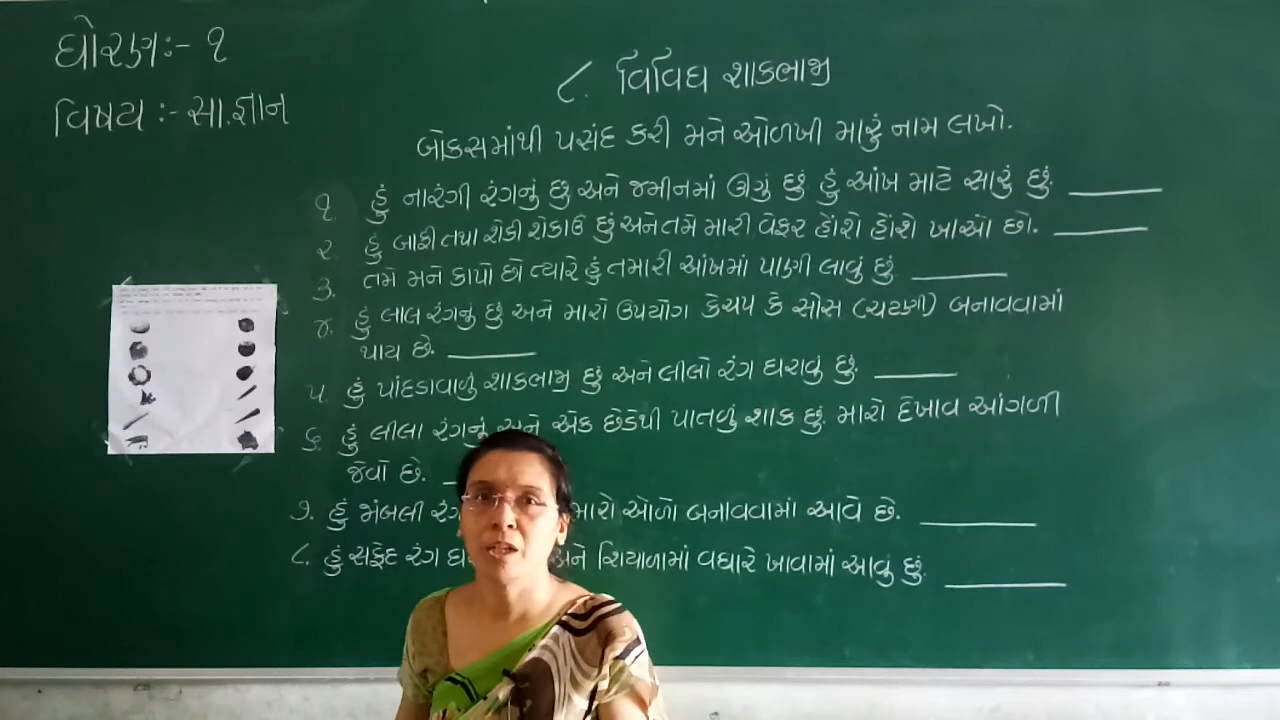 ધોરણઃ- ૧
વિષય :- સા.જ્ઞાન
૮. વિવિધ શાકભાજી
બોકસમાંથી પસંદ કરી મને ઓળખી મારું નામ લખો.
૧. હું નારંગી રંગનું છું અને જમીનમાં ઊગું છું હું આંખ માટે સારું છું.
૨. હું બાફી તથા શેકી શેકાઉ છું અને તમે મારી વેફર હોંશે હોંશે ખાઓ છો.
૩. તમે મને કાપો છો ત્યારે હું તમારી આંખમાં પાણી લાવું છું
૪. હું લાલ રંગનું છું અને મારો ઉપયોગ કેચપ કે સોસ (ચટણી) બનાવવામાં
થાય છે.
૫. હું પાંદડાવાળું શાકભાજી છું અને લીલો રંગ ધરાવું છું.
૬. હું લીલા રંગનું અને એક છેડેથી પાતળું શાક છું. મારો દેખાવ આંગળી
જેવો છે.
૭. હું જાંબલી મારો ઓળો બનાવવામાં આવે છે.
૮. હું સફેદ રંગ અને શિયાળામાં વધારે ખાવામાં આવું છું.